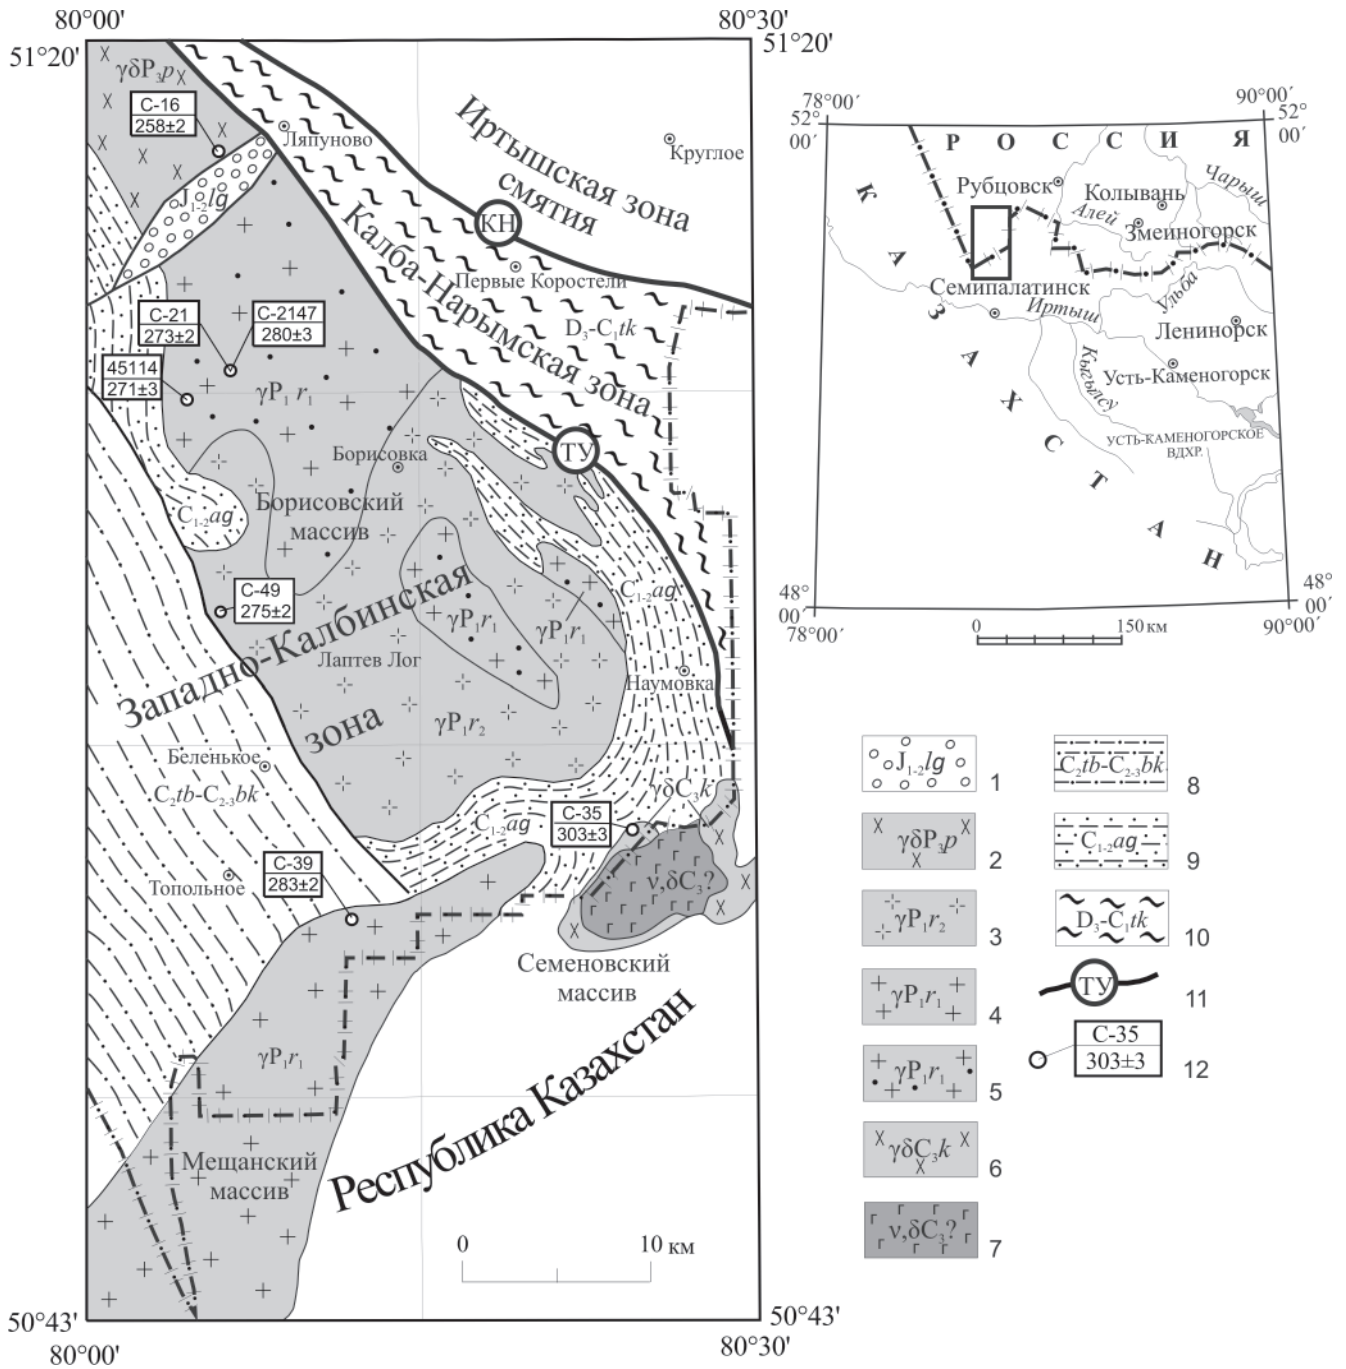 80°00'
80°30'
51°20'
51°20'
γδP₃p
С-16
258±2
Ляпуново
Круглое
Иртышская зона
смятия
J₁₋₂lg
КН
Калба-Нарымская зона
Первые Коростели
D₃-C₁tk
С-21
273±2
С-2147
280±3
45114
271±3
γP₁r₁
ТУ
Борисовка
Борисовский
массив
C₁₋₂ag
С-49
275±2
C₁₋₂ag
γP₁r₁
γP₁r₁
Западно-Калбинская
зона
Лаптев Лог
Наумовка
γP₁r₂
Беленькое
C₂tb-C₂₋₃bk
γδC₃k
C₁₋₂ag
С-35
303±3
С-39
283±2
Топольное
ν,δC₃?
Семеновский
массив
γP₁r₁
Республика Казахстан
Мещанский
массив
0 10 км
50°43'
50°43'
80°00'
80°30'
78°00′
90°00′
52°
00′
52°
00′
РОССИЯ
КАЗАХСТАН
Рубцовск
Колывань
Чарыш
Алей
Змеиногорск
Семипалатинск
Иртыш
Ульба
Лениногорск
Кыгысу
Усть-Каменогорск
УСТЬ-КАМЕНОГОРСКОЕ
ВДХР.
48°
00′
48°
00′
78°00′
90°00′
0 150 км
J₁₋₂lg 1
γδP₃p 2
γP₁r₂ 3
γP₁r₁ 4
γP₁r₁ 5
γδC₃k 6
ν,δC₃? 7
C₂tb-C₂₋₃bk 8
C₁₋₂ag 9
D₃-C₁tk 10
ТУ 11
С-35
303±3 12